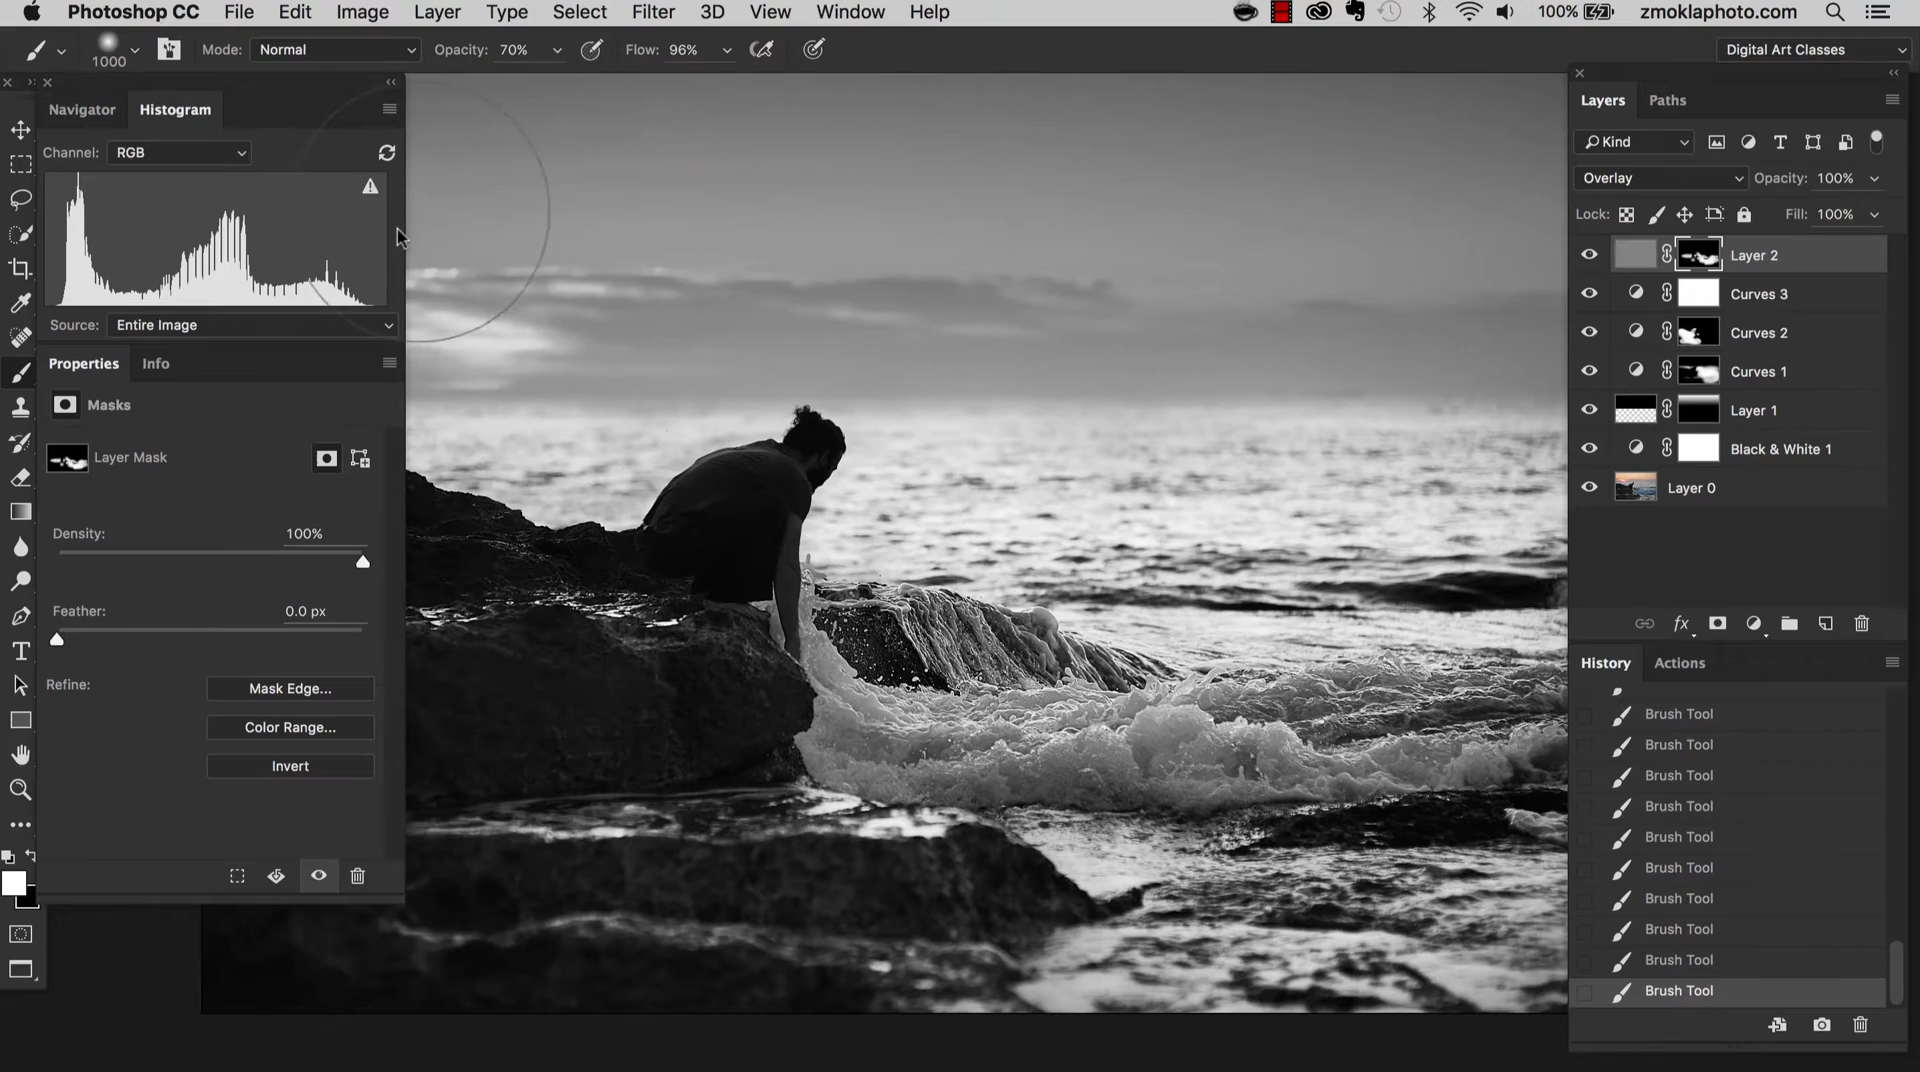 Photoshop CC File Edit Image Layer Type Select Filter 3D View Window Help 100% zmoklaphoto.com
1000 Mode: Normal Opacity: 70% Flow: 96% Digital Art Classes
Navigator Histogram
Channel: RGB
Source: Entire Image
Properties Info
Masks
Layer Mask
Density: 100%
Feather: 0.0 px
Refine: Mask Edge...
Color Range...
Invert
Layers Paths
Kind
Overlay Opacity: 100%
Lock: Fill: 100%
Layer 2
Curves 3
Curves 2
Curves 1
Layer 1
Black & White 1
Layer 0
fx
History Actions
Brush Tool
Brush Tool
Brush Tool
Brush Tool
Brush Tool
Brush Tool
Brush Tool
Brush Tool
Brush Tool
Brush Tool